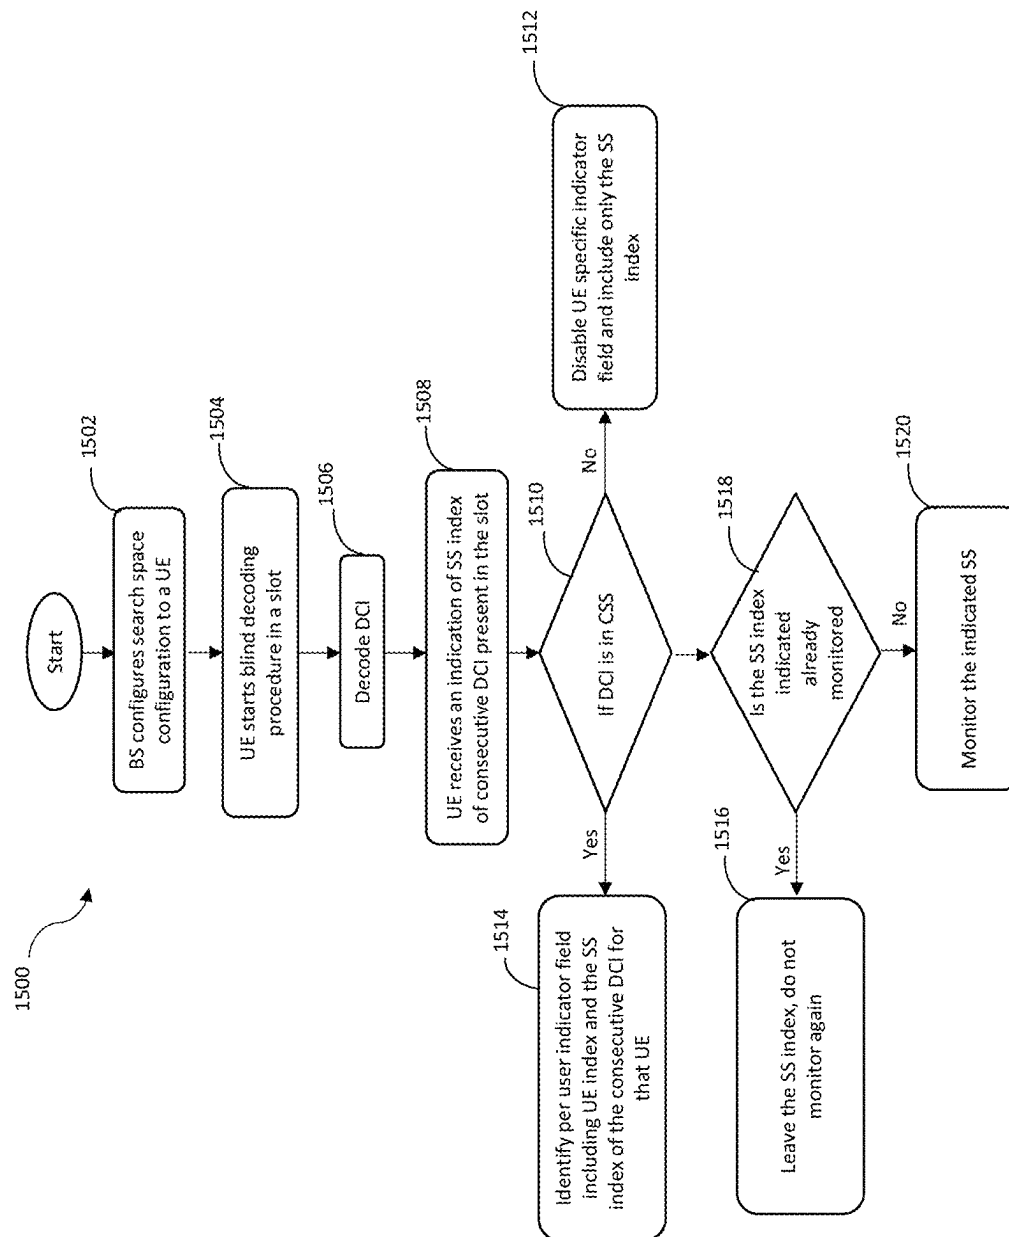 1500
Start
BS configures search space
configuration to a UE
1502
UE starts blind decoding
procedure in a slot
1504
Decode DCI
1506
UE receives an indication of SS index
of consecutive DCI present in the slot
1508
If DCI is in CSS
1510
No
Disable UE specific indicator
field and include only the SS
index
1512
Yes
Identify per user indicator field
including UE index and the SS
index of the consecutive DCI for
that UE
1514
Is the SS index
indicated
already
monitored
1518
Yes
Leave the SS index, do not
monitor again
1516
No
Monitor the indicated SS
1520